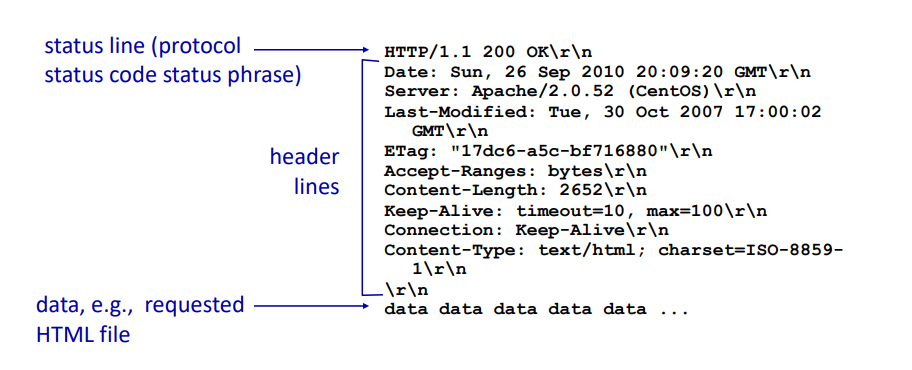 status line (protocol
status code status phrase)
header
lines
data, e.g., requested
HTML file
HTTP/1.1 200 OK\r\n
Date: Sun, 26 Sep 2010 20:09:20 GMT\r\n
Server: Apache/2.0.52 (CentOS)\r\n
Last-Modified: Tue, 30 Oct 2007 17:00:02
GMT\r\n
ETag: "17dc6-a5c-bf716880"\r\n
Accept-Ranges: bytes\r\n
Content-Length: 2652\r\n
Keep-Alive: timeout=10, max=100\r\n
Connection: Keep-Alive\r\n
Content-Type: text/html; charset=ISO-8859-
1\r\n
\r\n
data data data data data ...